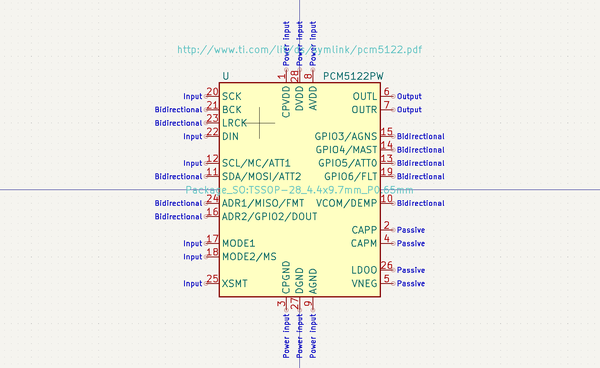 Power input Power input Power input
http://www.ti.com/lit/ds/symlink/pcm5122.pdf
1 28 8
U PCM5122PW
CPVDD DVDD AVDD
Input 20 SCK OUTL 6 Output
Bidirectional 21 BCK OUTR 7 Output
Bidirectional 23 LRCK
Input 22 DIN GPIO3/AGNS 15 Bidirectional
GPIO4/MAST 14 Bidirectional
Input 12 SCL/MC/ATT1 GPIO5/ATT0 13 Bidirectional
Bidirectional 11 SDA/MOSI/ATT2 GPIO6/FLT 19 Bidirectional
Package_SO:TSSOP-28_4.4x9.7mm_P0.65mm
Bidirectional 24 ADR1/MISO/FMT VCOM/DEMP 10 Bidirectional
Bidirectional 16 ADR2/GPIO2/DOUT
CAPP 2 Passive
Input 17 MODE1 CAPM 4 Passive
Input 18 MODE2/MS
LDOO 26 Passive
Input 25 XSMT VNEG 5 Passive
CPGND DGND AGND
3 27 9
Power input Power input Power input